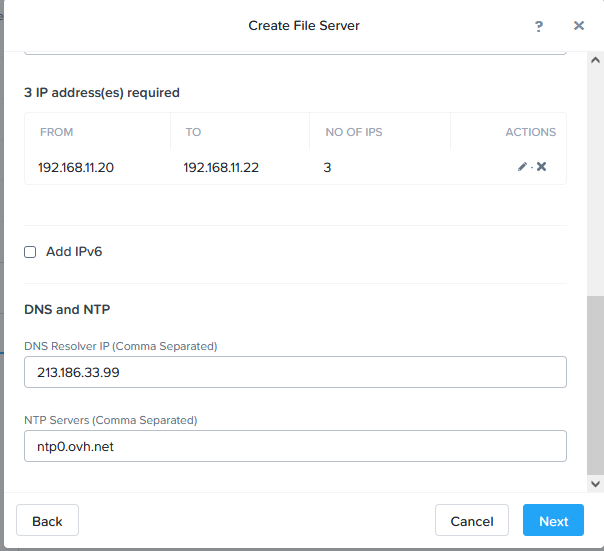 Create File Server ? ×
3 IP address(es) required
FROM TO NO OF IPS ACTIONS
192.168.11.20 192.168.11.22 3
Add IPv6
DNS and NTP
DNS Resolver IP (Comma Separated)
213.186.33.99
NTP Servers (Comma Separated)
ntp0.ovh.net
Back Cancel Next